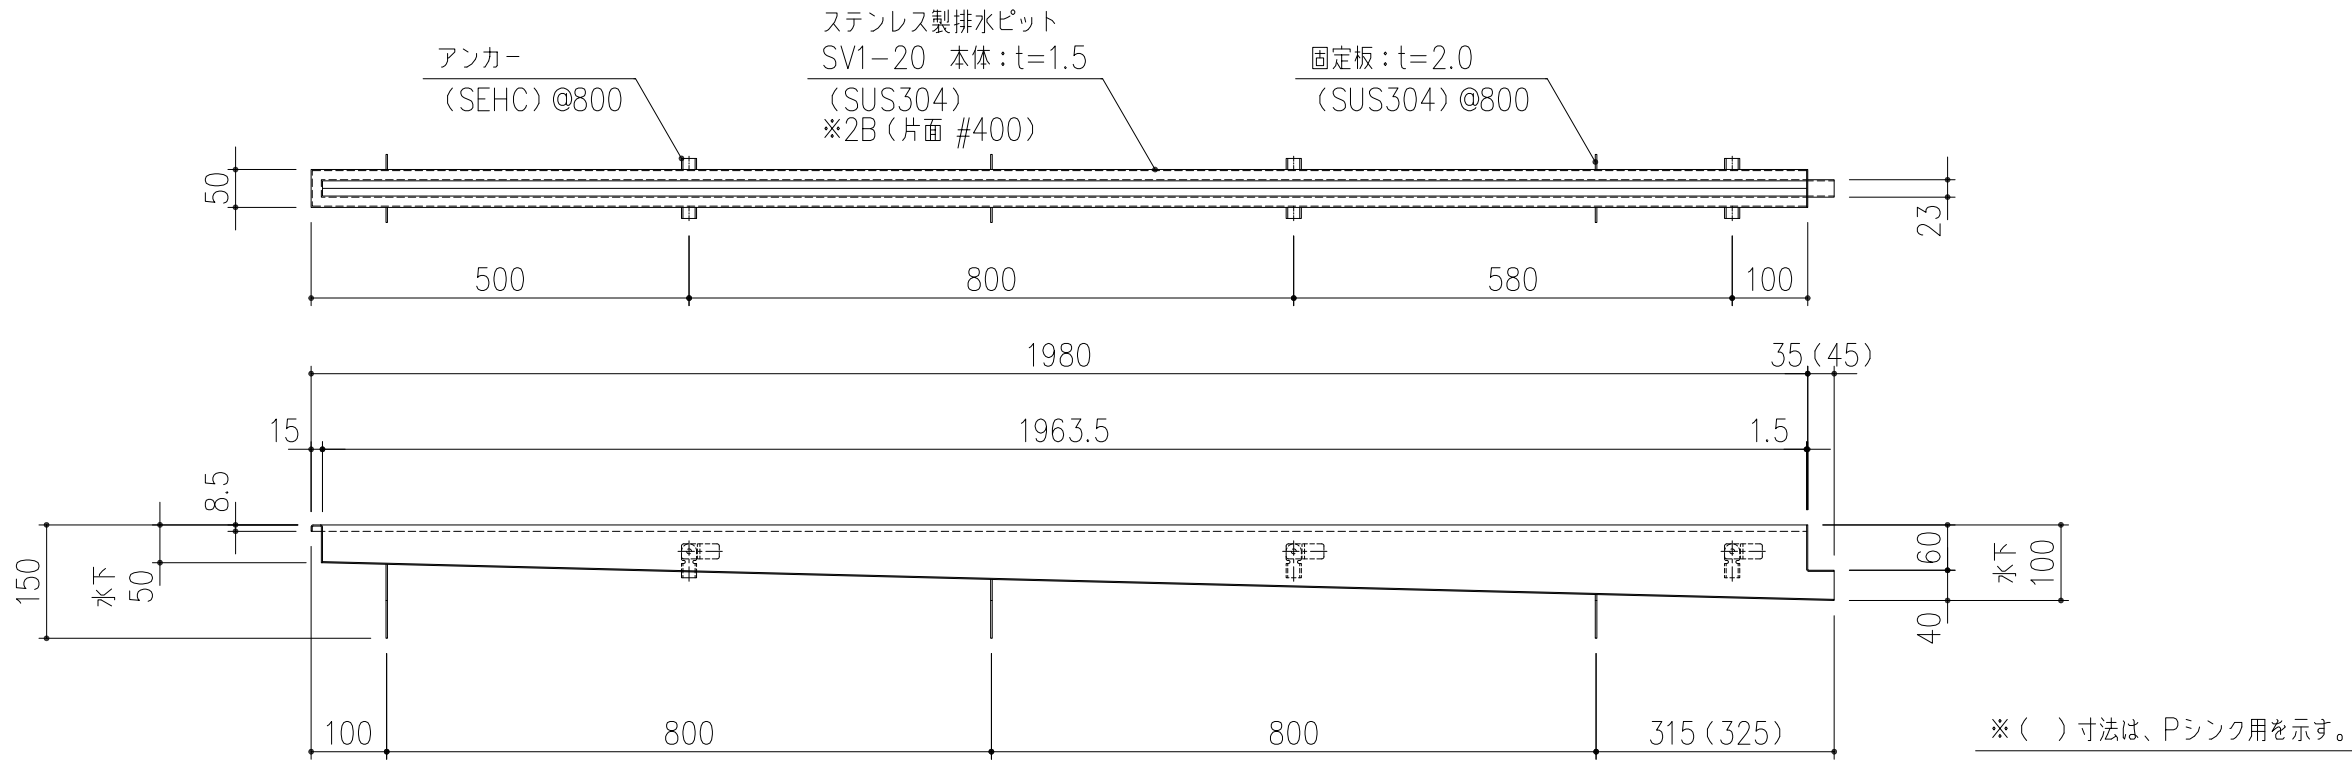 ステンレス製排水ピット
アンカー
SV1-20 本体:t=1.5
固定板:t=2.0
(SEHC)@800
(SUS304)
(SUS304)@800
※2B(片面 #400)
50
23
500
800
580
100
1980
35(45)
15
1963.5
1.5
8.5
150
水下
50
60
水下
100
40
100
800
800
315(325)
※( )寸法は、Pシンク用を示す。